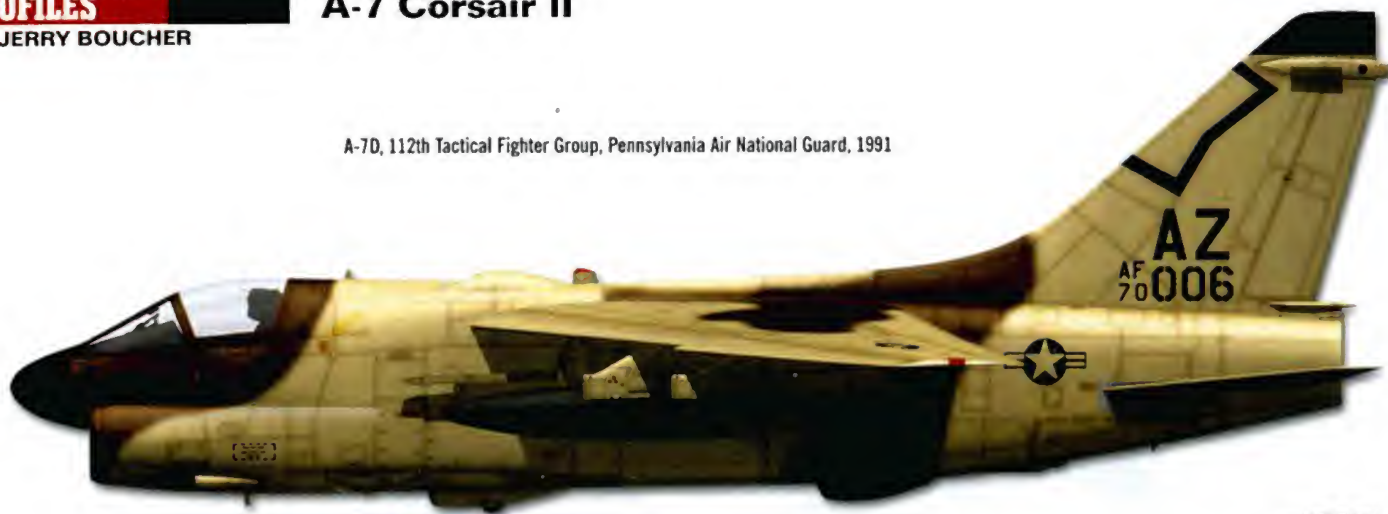 OFILES
JERRY BOUCHER
A-7 Corsair II
A-7D, 112th Tactical Fighter Group, Pennsylvania Air National Guard, 1991
AZ
AF
70 006